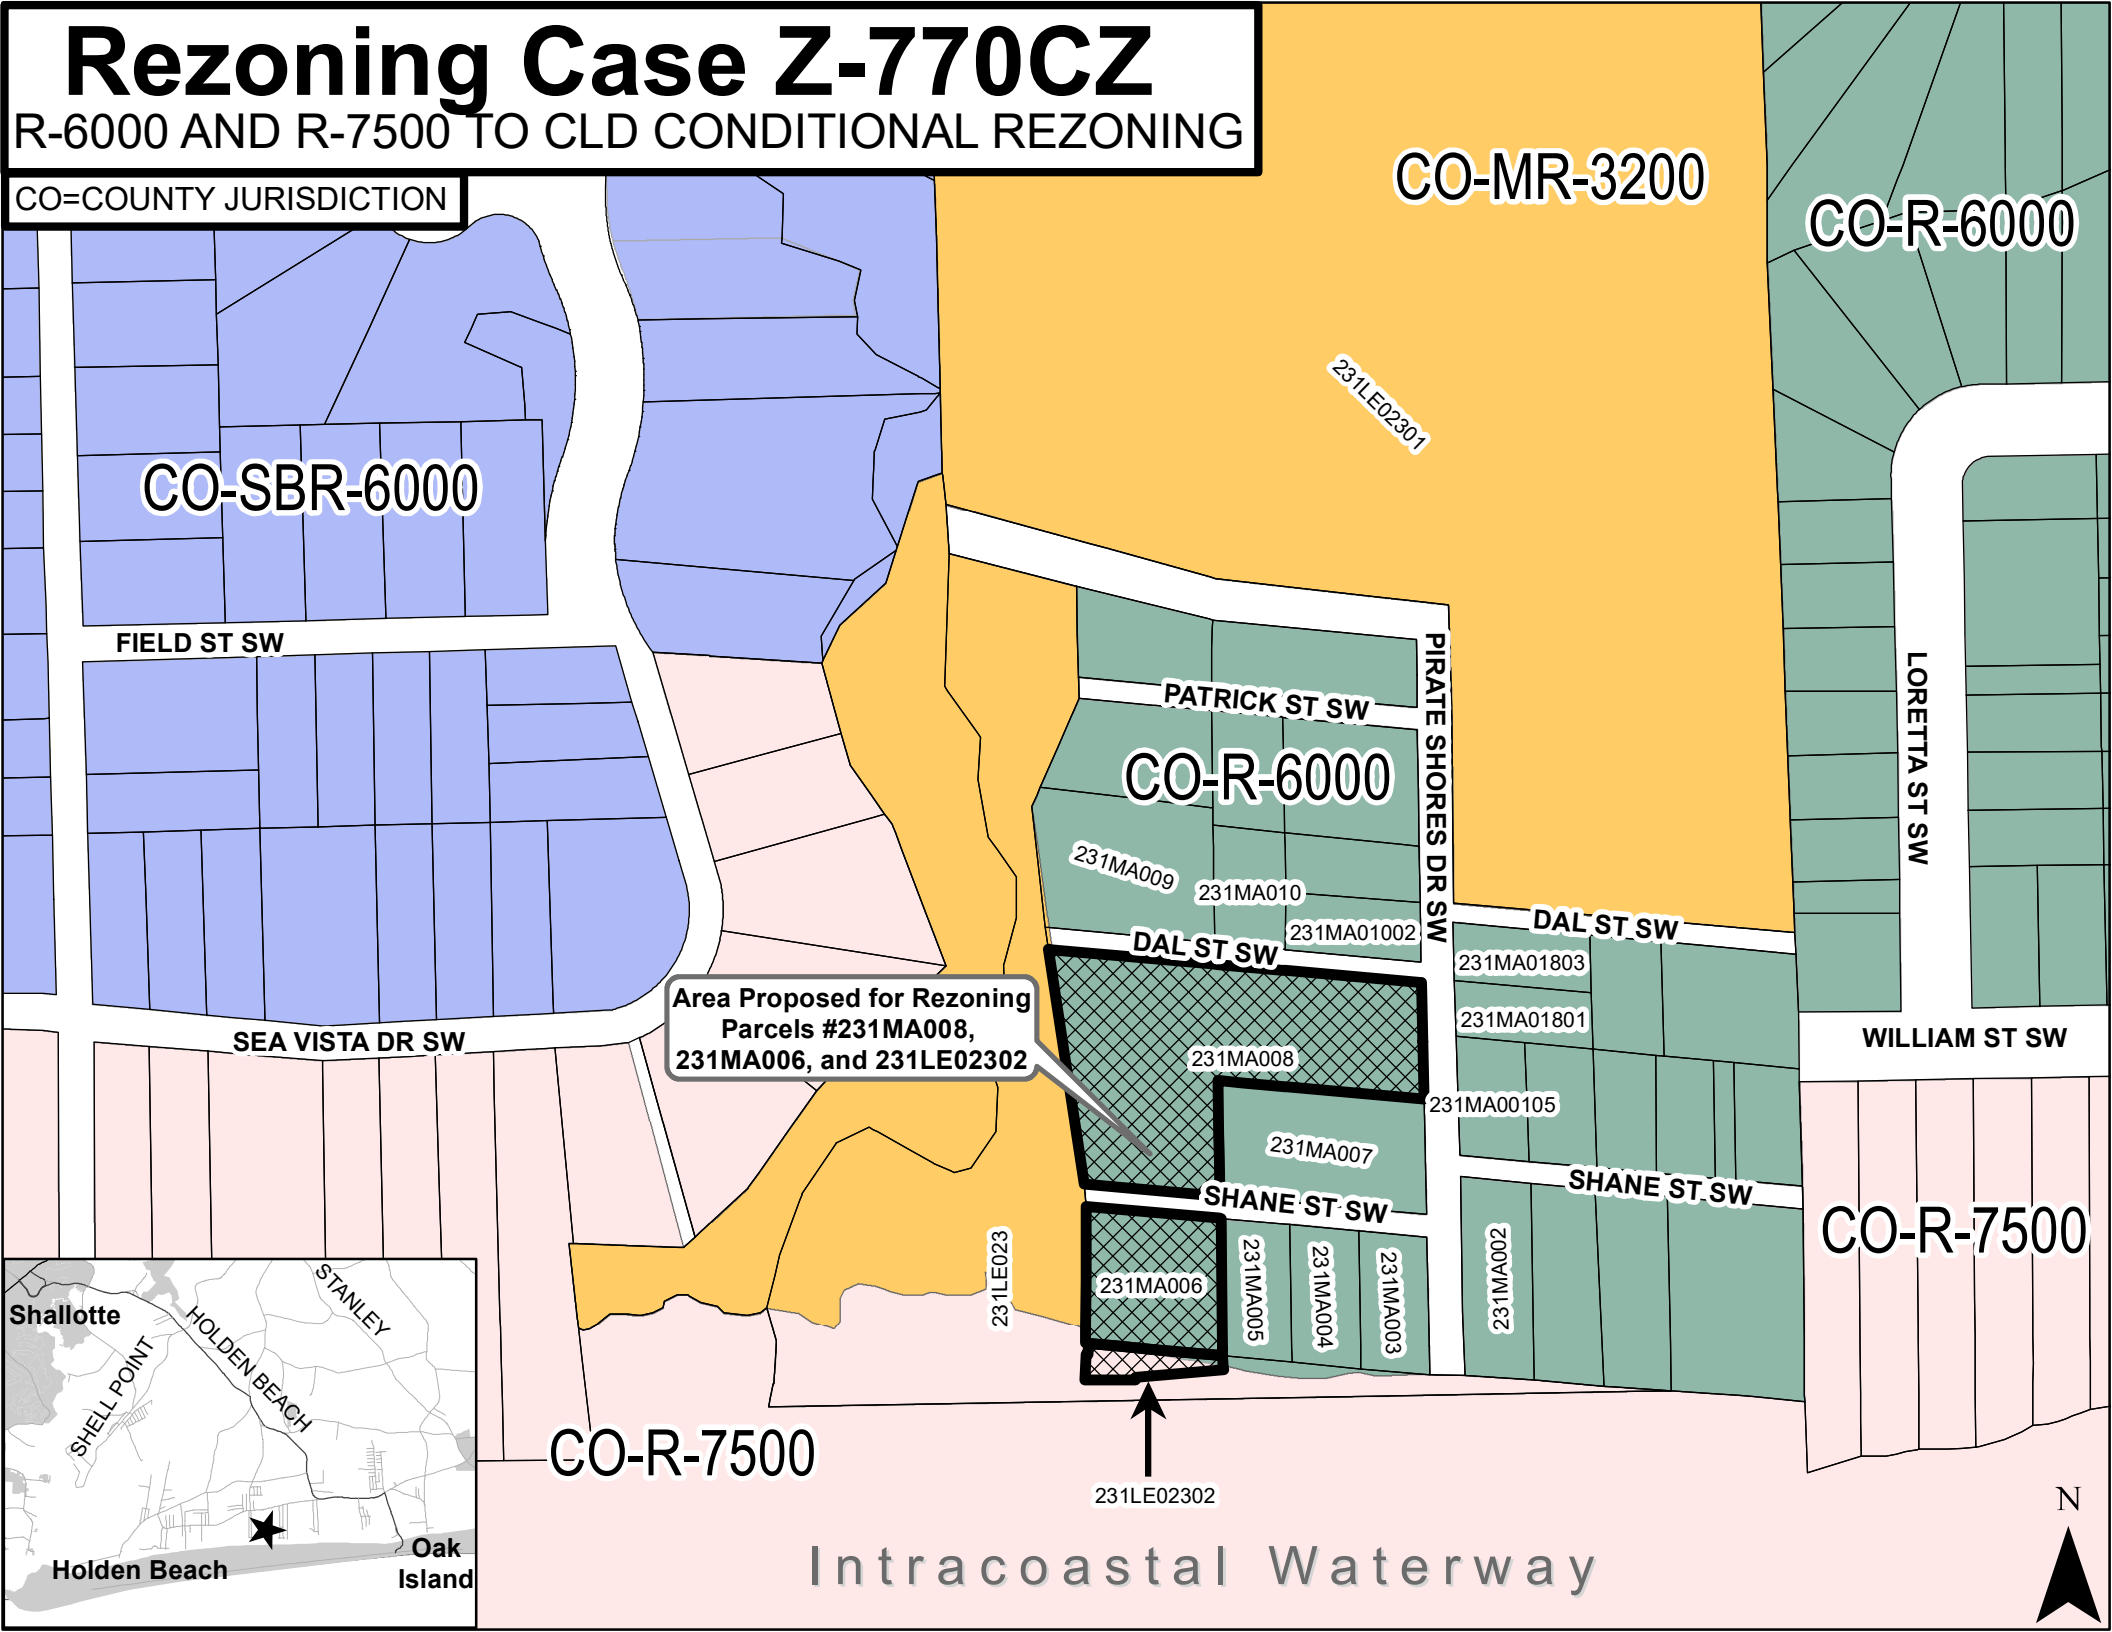 Rezoning Case Z-770CZ
R-6000 AND R-7500 TO CLD CONDITIONAL REZONING
CO=COUNTY JURISDICTION
CO-MR-3200
CO-R-6000
231LE02301
CO-SBR-6000
FIELD ST SW
PATRICK ST SW
PIRATE SHORES DR SW
LORETTA ST SW
CO-R-6000
231MA009
231MA010
231MA01002
DAL ST SW
DAL ST SW
231MA01803
231MA01801
Area Proposed for Rezoning
Parcels #231MA008,
231MA006, and 231LE02302
SEA VISTA DR SW
WILLIAM ST SW
231MA008
231MA00105
231MA007
SHANE ST SW
SHANE ST SW
CO-R-7500
231LE023
231MA006
231MA005
231MA004
231MA003
231MA002
CO-R-7500
231LE02302
Intracoastal Waterway
N
Shallotte
STANLEY
HOLDEN BEACH
SHELL POINT
Holden Beach
Oak
Island